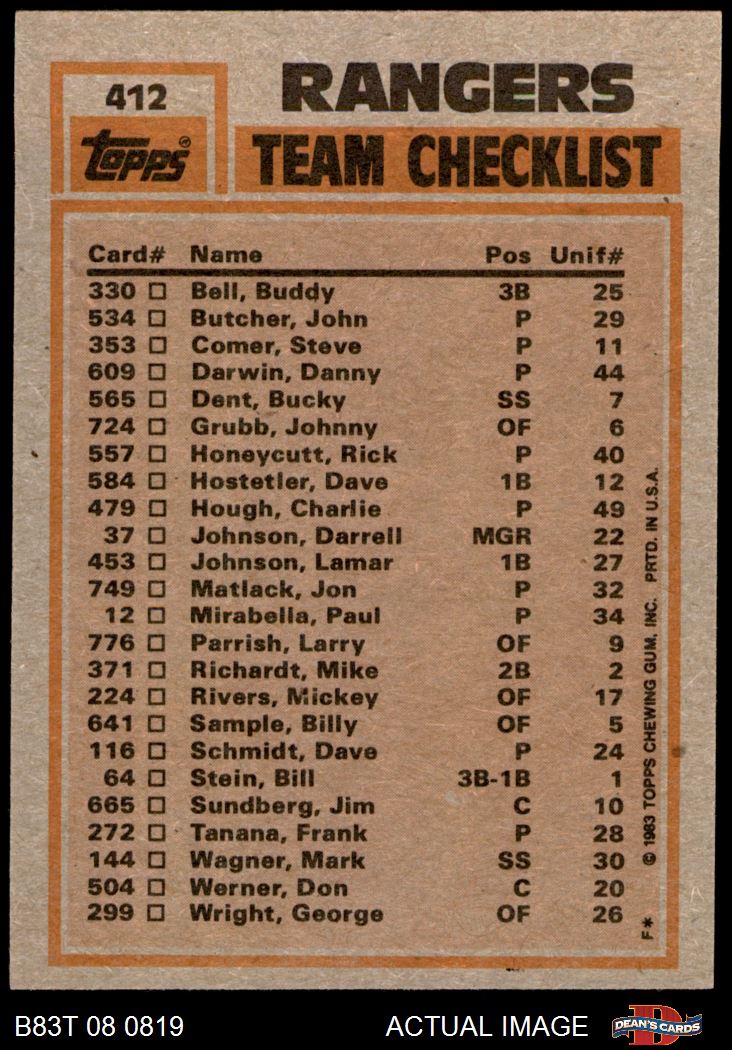 412
RANGERS
Topps®
TEAM CHECKLIST
Card# Name Pos Unif#
330 □ Bell, Buddy 3B 25
534 □ Butcher, John P 29
353 □ Comer, Steve P 11
609 □ Darwin, Danny P 44
565 □ Dent, Bucky SS 7
724 □ Grubb, Johnny OF 6
557 □ Honeycutt, Rick P 40
584 □ Hostetler, Dave 1B 12
479 □ Hough, Charlie P 49
37 □ Johnson, Darrell MGR 22
453 □ Johnson, Lamar 1B 27
749 □ Matlack, Jon P 32
12 □ Mirabella, Paul P 34
776 □ Parrish, Larry OF 9
371 □ Richardt, Mike 2B 2
224 □ Rivers, Mickey OF 17
641 □ Sample, Billy OF 5
116 □ Schmidt, Dave P 24
64 □ Stein, Bill 3B-1B 1
665 □ Sundberg, Jim C 10
272 □ Tanana, Frank P 28
144 □ Wagner, Mark SS 30
504 □ Werner, Don C 20
299 □ Wright, George OF 26
F* © 1983 TOPPS CHEWING GUM, INC. PRTD. IN U.S.A.
B83T 08 0819 ACTUAL IMAGE
D
DEAN'S CARDS